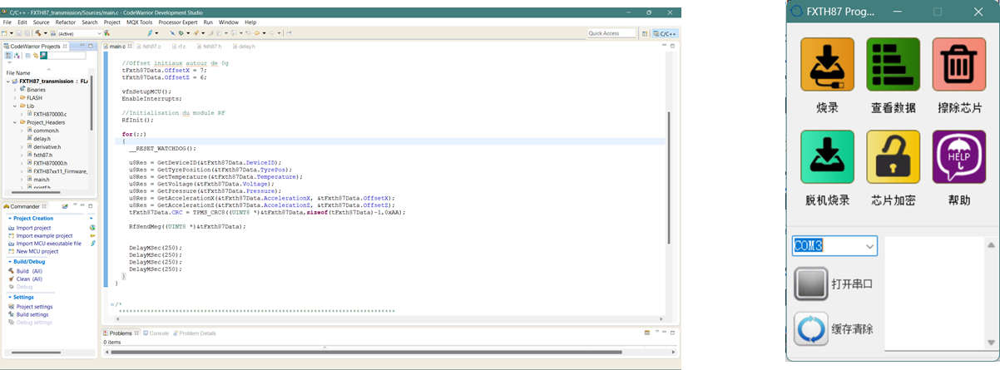 C/C++ - FXTH87_transmission/Sources/main.c - CodeWarrior Development Studio
File Edit Source Refactor Search Project MQX Tools Processor Expert Run Window Help
(Active)
Quick Access
C/C++
CodeWarrior Projects
File Name
FXTH87_transmission : FLA
Binaries
FLASH
Lib
FXTH870000.c
Project_Headers
common.h
delay.h
derivative.h
fxth87.h
FXTH870000.h
FXTH87xx11_Firmware_
main.h
printf.h
Commander
Project Creation
Import project
Import example project
Import MCU executable file
New MCU project
Build/Debug
Build (All)
Clean (All)
Debug
Settings
Project settings
Build settings
Debug settings
main.c fxth87.c rf.c fxth87.h delay.h
//Offset initiaux autour de 0g
tFxth87Data.OffsetX = 7;
tFxth87Data.OffsetZ = 6;
vfnSetupMCU();
EnableInterrupts;
//Initialisation du module RF
RfInit();
for(;;)
{
__RESET_WATCHDOG();
u8Res = GetDeviceID(&tFxth87Data.DeviceID);
u8Res = GetTyrePosition(&tFxth87Data.TyrePos);
u8Res = GetTemperature(&tFxth87Data.Temperature);
u8Res = GetVoltage(&tFxth87Data.Voltage);
u8Res = GetPressure(&tFxth87Data.Pressure);
u8Res = GetAccelerationX(&tFxth87Data.AccelerationX, &tFxth87Data.OffsetX);
u8Res = GetAccelerationZ(&tFxth87Data.AccelerationZ, &tFxth87Data.OffsetZ);
tFxth87Data.CRC = TPMS_CRC8((UINT8 *)&tFxth87Data,sizeof(tFxth87Data)-1,0xAA);
RfSendMeg((UINT8 *)&tFxth87Data);
DelayMSec(250);
DelayMSec(250);
DelayMSec(250);
DelayMSec(250);
}
}
/*
******************************************************************************
Problems Console Problem Details
0 items
FXTH87 Prog...
烧录 查看数据 擦除芯片
HELP
脱机烧录 芯片加密 帮助
COM3
打开串口
缓存清除